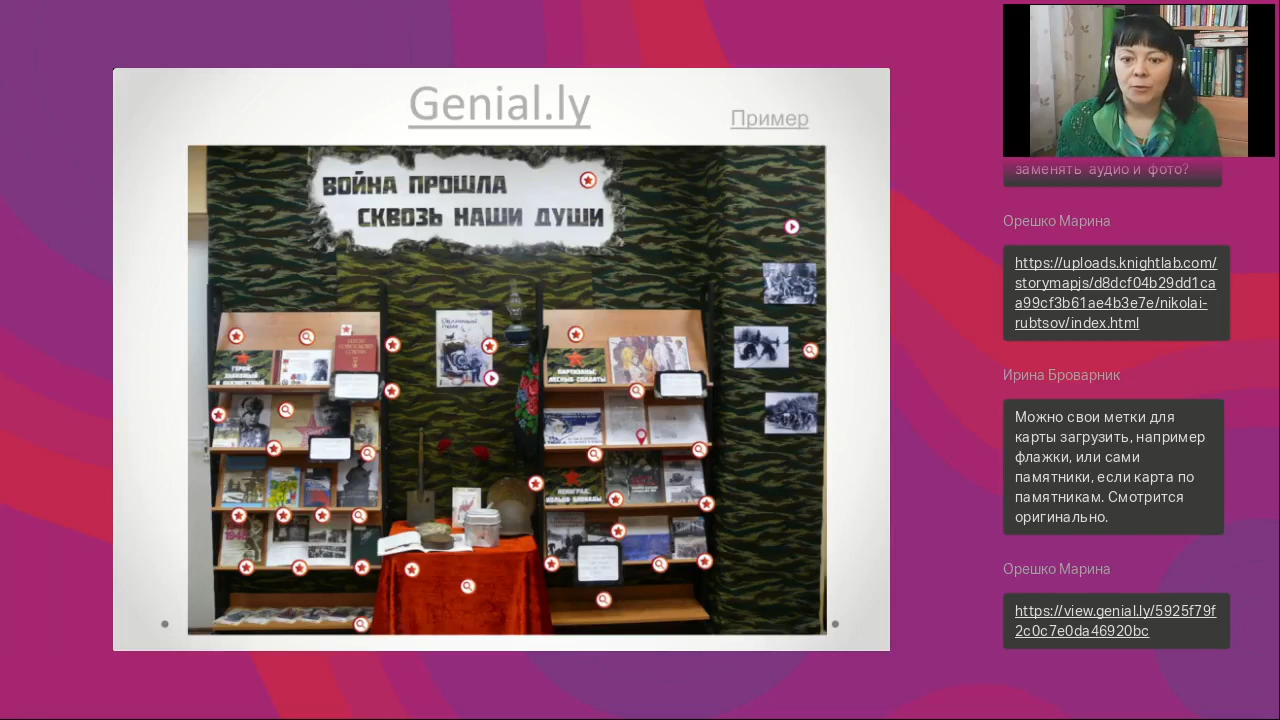 Genial.ly
Пример
ВОЙНА ПРОШЛА
СКВОЗЬ НАШИ ДУШИ
заменять аудио и фото?
Орешко Марина
https://uploads.knightlab.com/
storymapjs/d8dcf04b29dd1ca
a99cf3b61ae4b3e7e/nikolai-
rubtsov/index.html
Ирина Броварник
Можно свои метки для
карты загрузить, например
флажки, или сами
памятники, если карта по
памятникам. Смотрится
оригинально.
Орешко Марина
https://view.genial.ly/5925f79f
2c0c7e0da46920bc